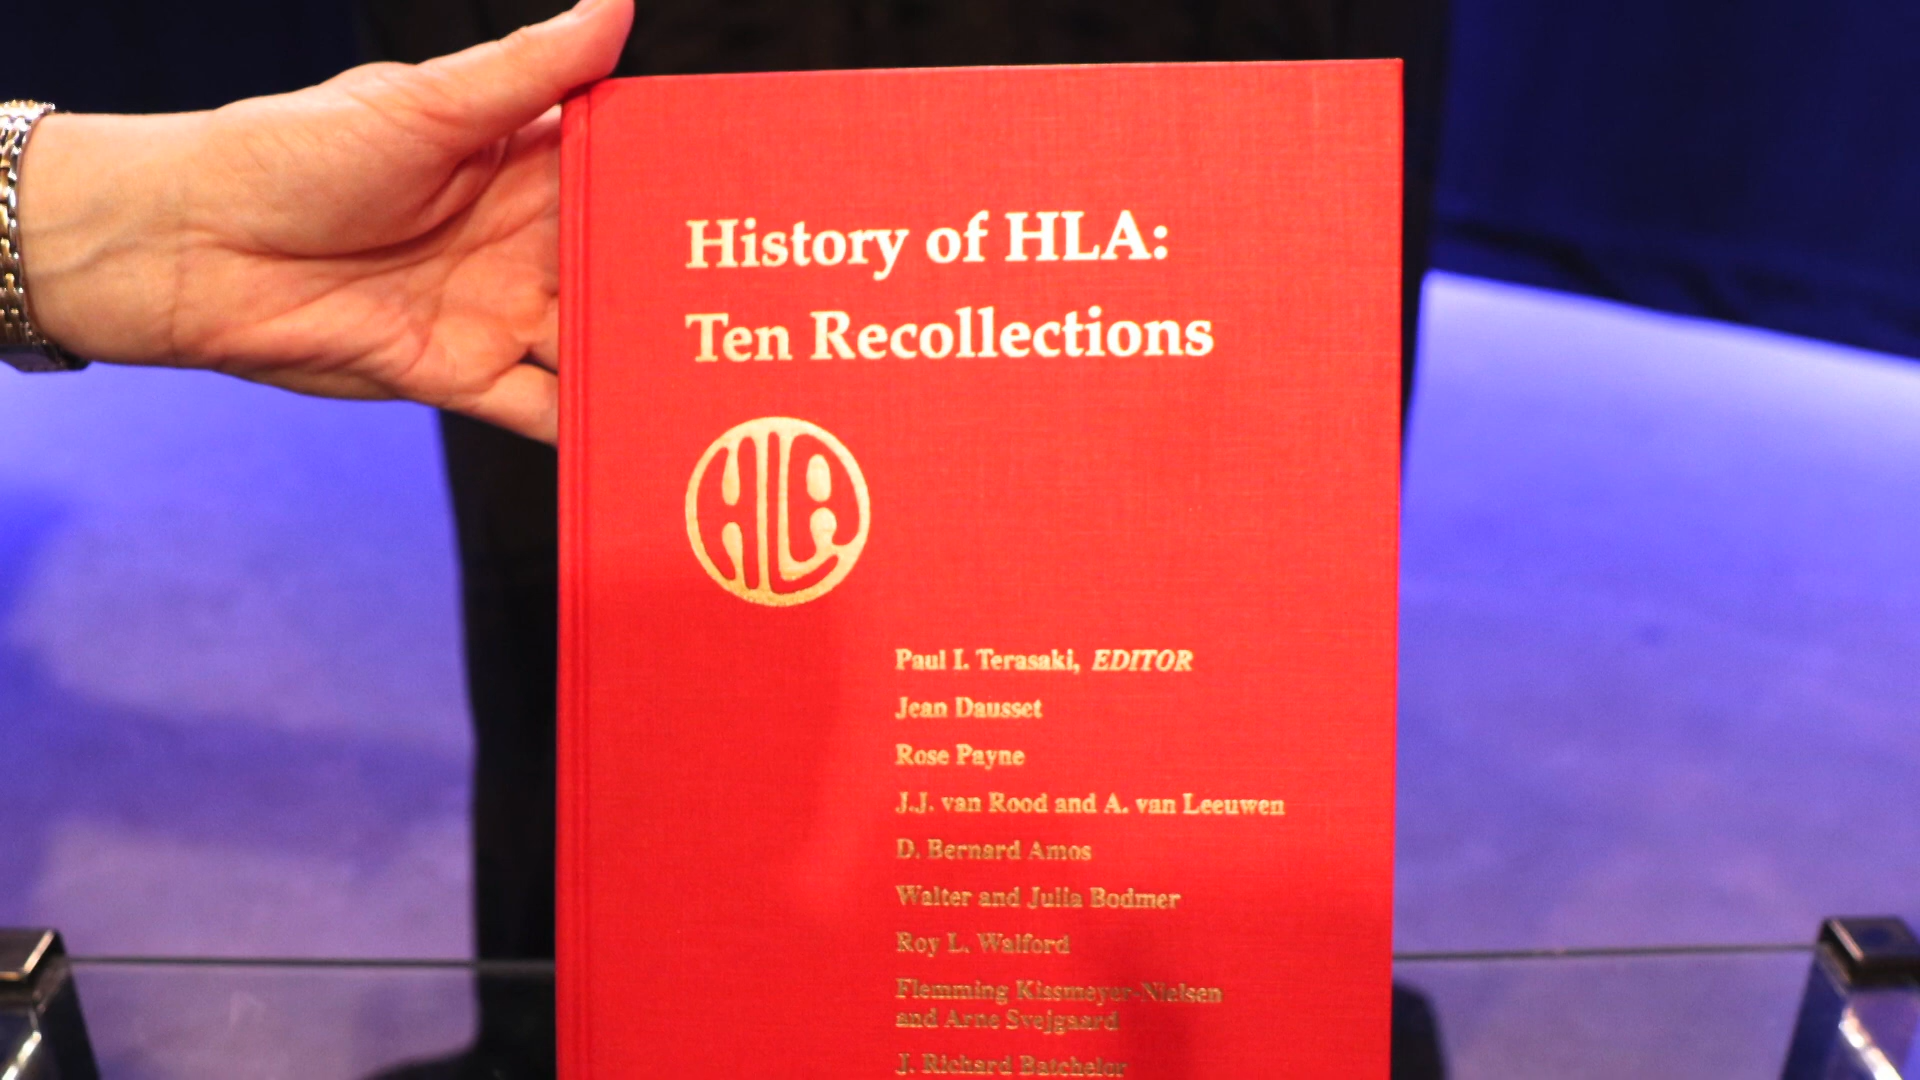 History of HLA:
Ten Recollections
HLA
Paul I. Terasaki, EDITOR
Jean Dausset
Rose Payne
J.J. van Rood and A. van Leeuwen
D. Bernard Amos
Walter and Julia Bodmer
Roy L. Walford
Flemming Kissmeyer-Nielsen
and Arne Svejgaard
J. Richard Batchelor